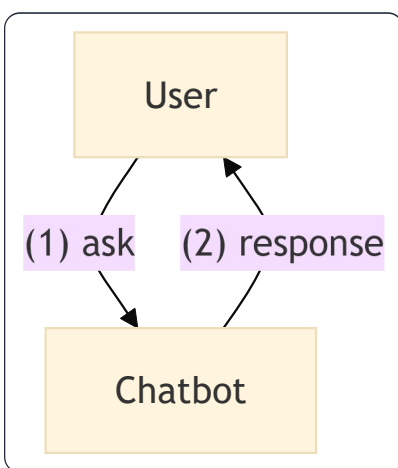 User
(1) ask
(2) response
Chatbot